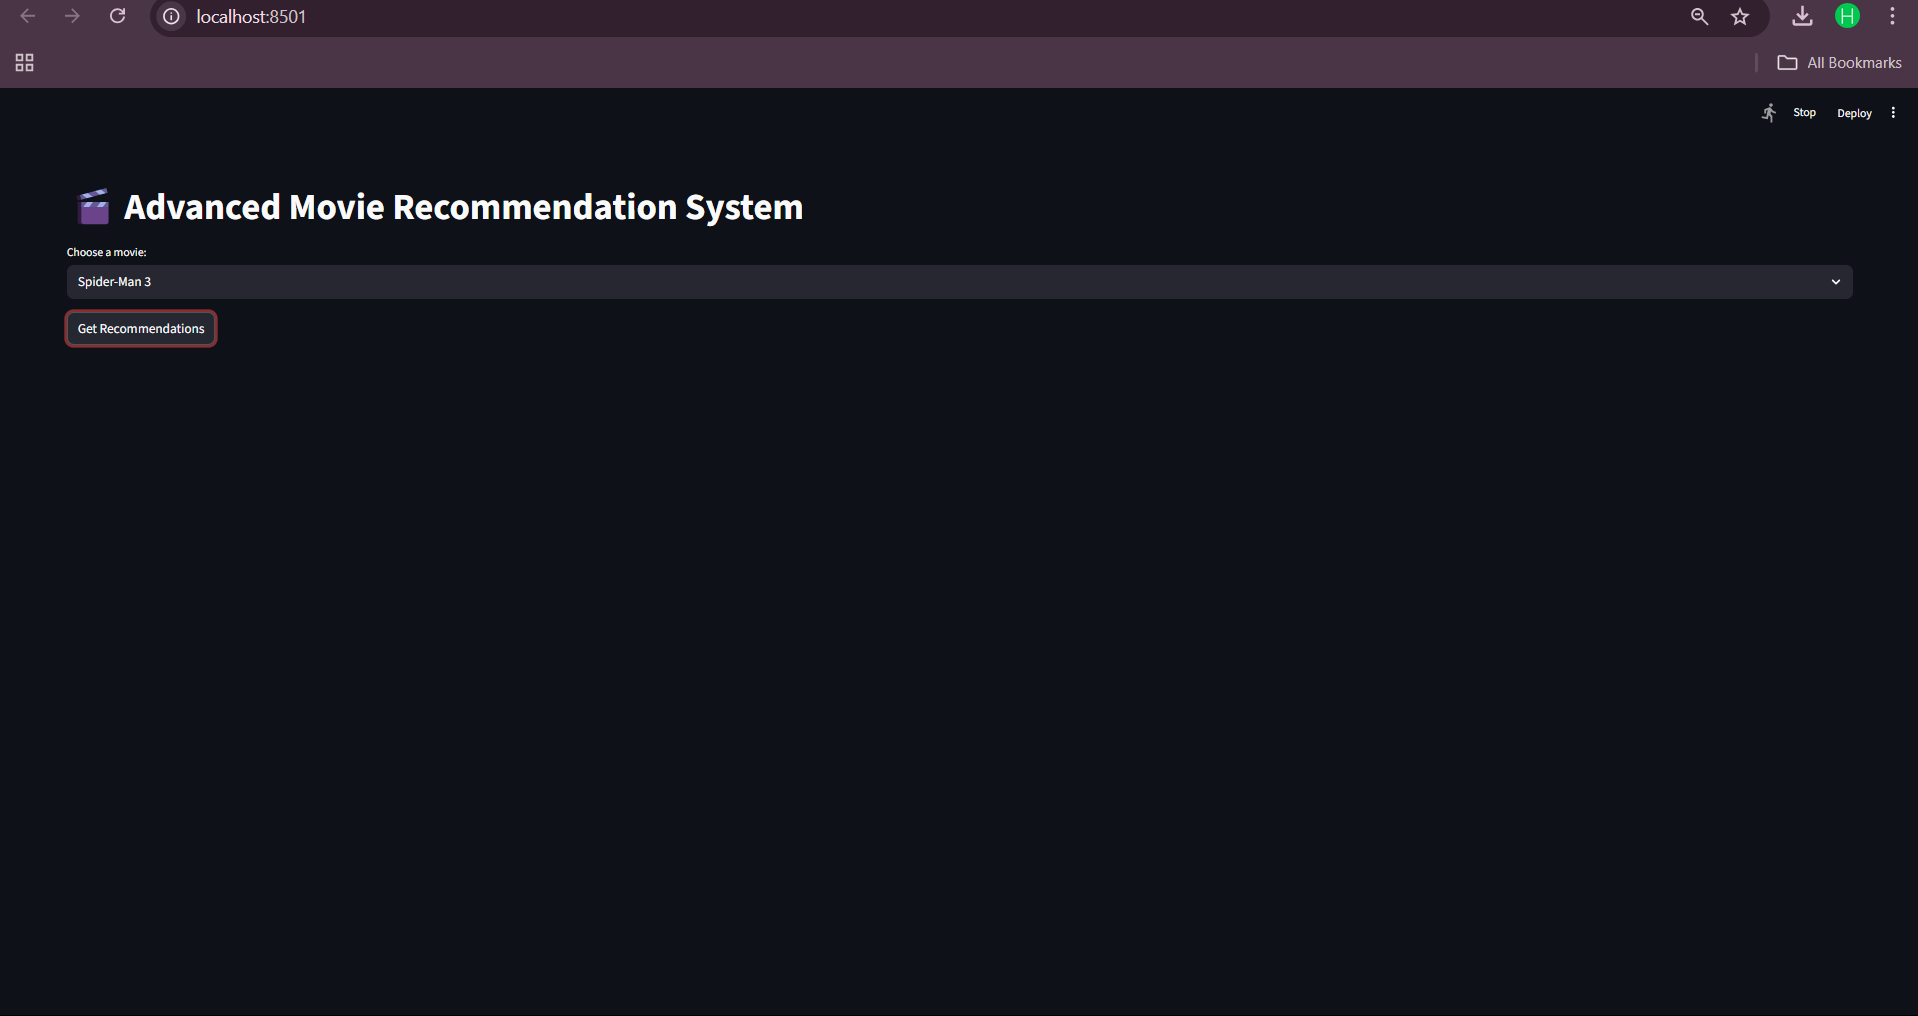 localhost:8501
H
All Bookmarks
Stop
Deploy
Advanced Movie Recommendation System
Choose a movie:
Spider-Man 3
Get Recommendations